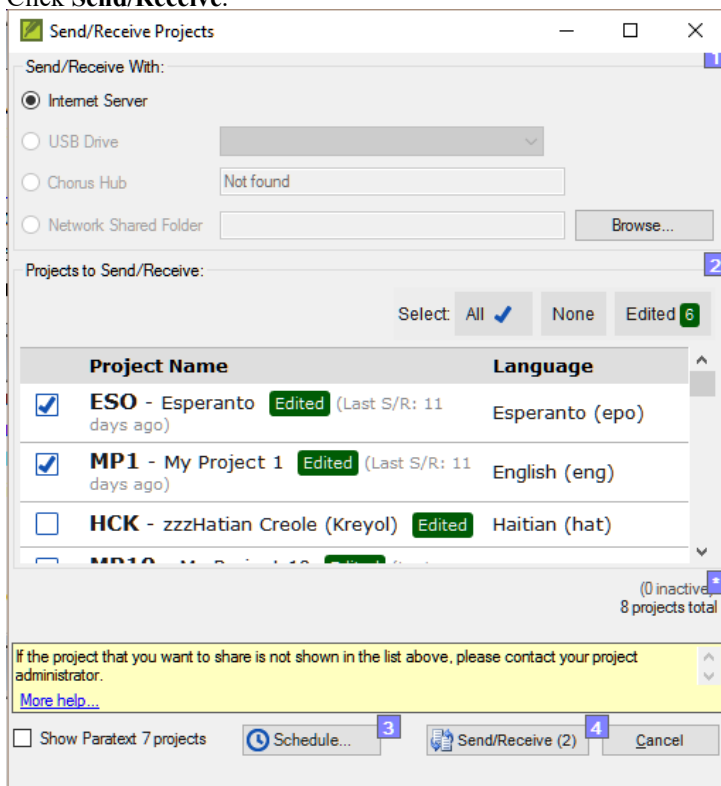 Click Send/Receive.
Send/Receive Projects
1
Send/Receive With:
Internet Server
USB Drive
Chorus Hub Not found
Network Shared Folder Browse...
2
Projects to Send/Receive:
Select: All None Edited 6
Project Name Language
ESO - Esperanto Edited (Last S/R: 11 days ago) Esperanto (epo)
MP1 - My Project 1 Edited (Last S/R: 11 days ago) English (eng)
HCK - zzzHatian Creole (Kreyol) Edited Haitian (hat)
MP10
(0 inactive)
*
8 projects total
If the project that you want to share is not shown in the list above, please contact your project
administrator.
More help...
Show Paratext 7 projects Schedule... 3 Send/Receive (2) 4 Cancel